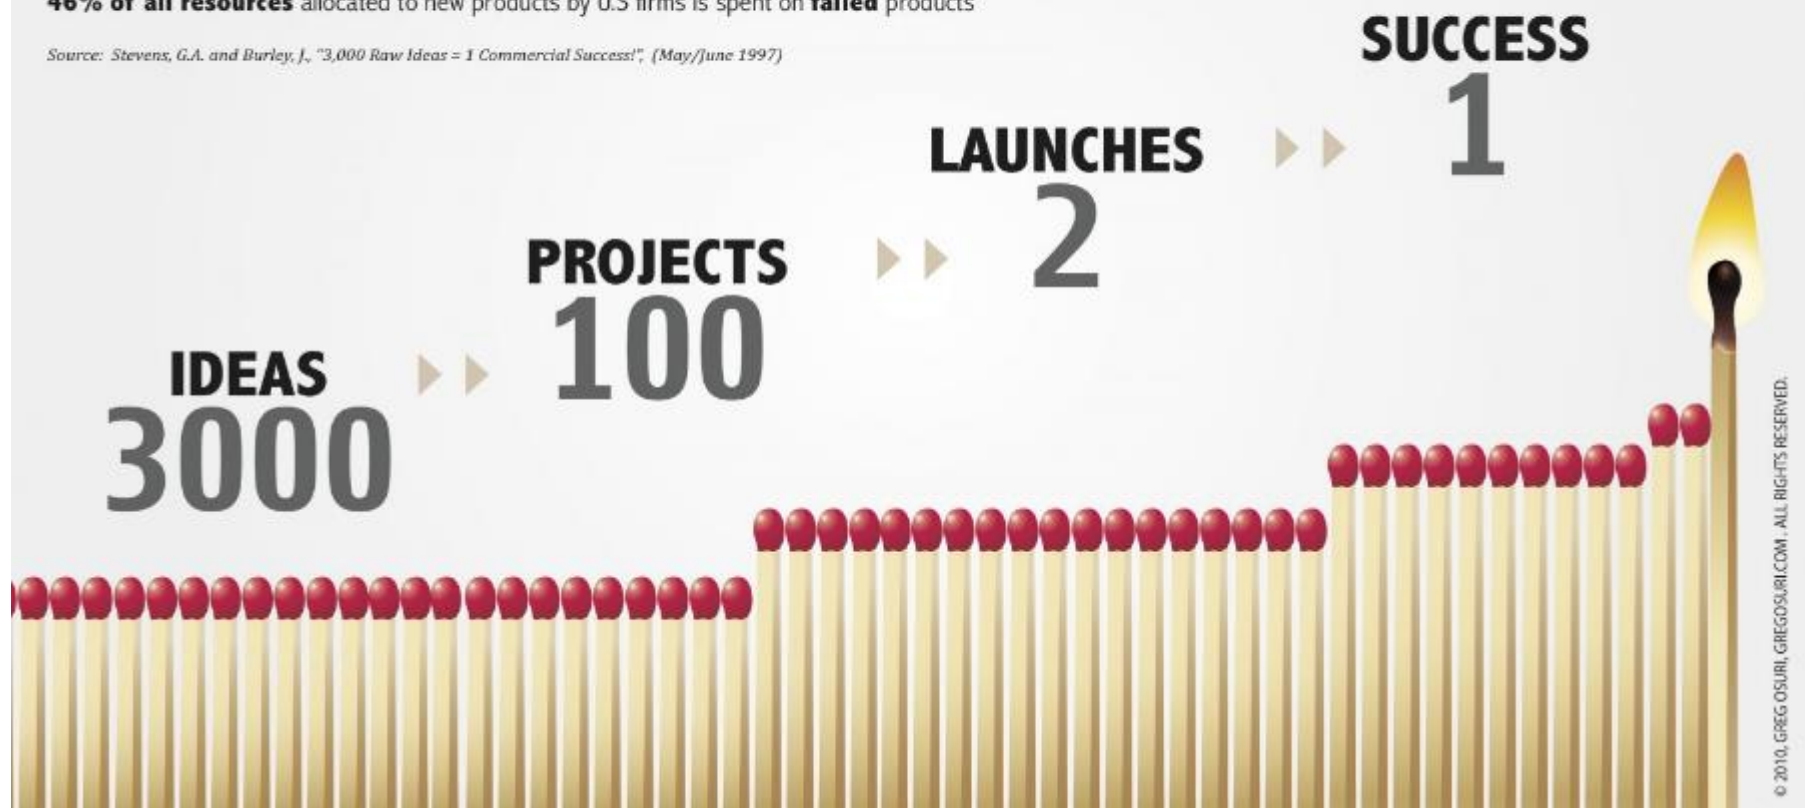 46% of all resources allocated to new products by U.S firms is spent on failed products
Source: Stevens, G.A. and Burley, J., "3,000 Raw Ideas = 1 Commercial Success!", (May/June 1997)
SUCCESS
1
LAUNCHES
2
PROJECTS
100
IDEAS
3000
© 2010, GREG OSURI, GREGOSURI.COM. ALL RIGHTS RESERVED.